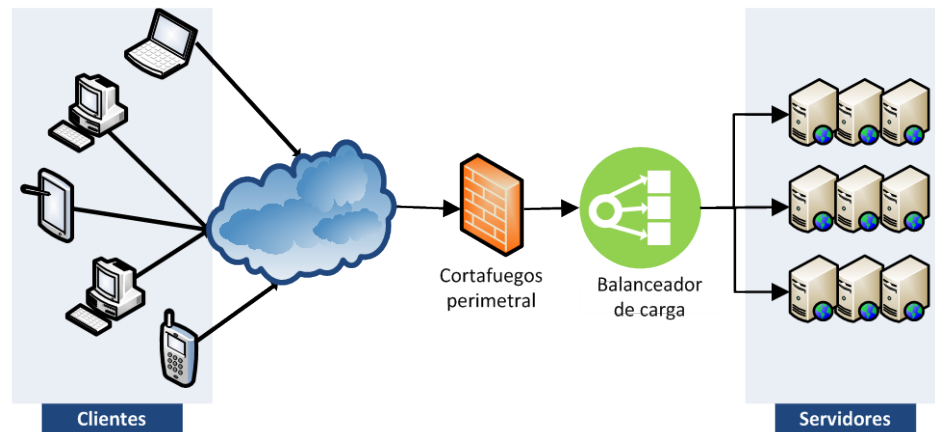 Cortafuegos
perimetral
Balanceador
de carga
Clientes
Servidores